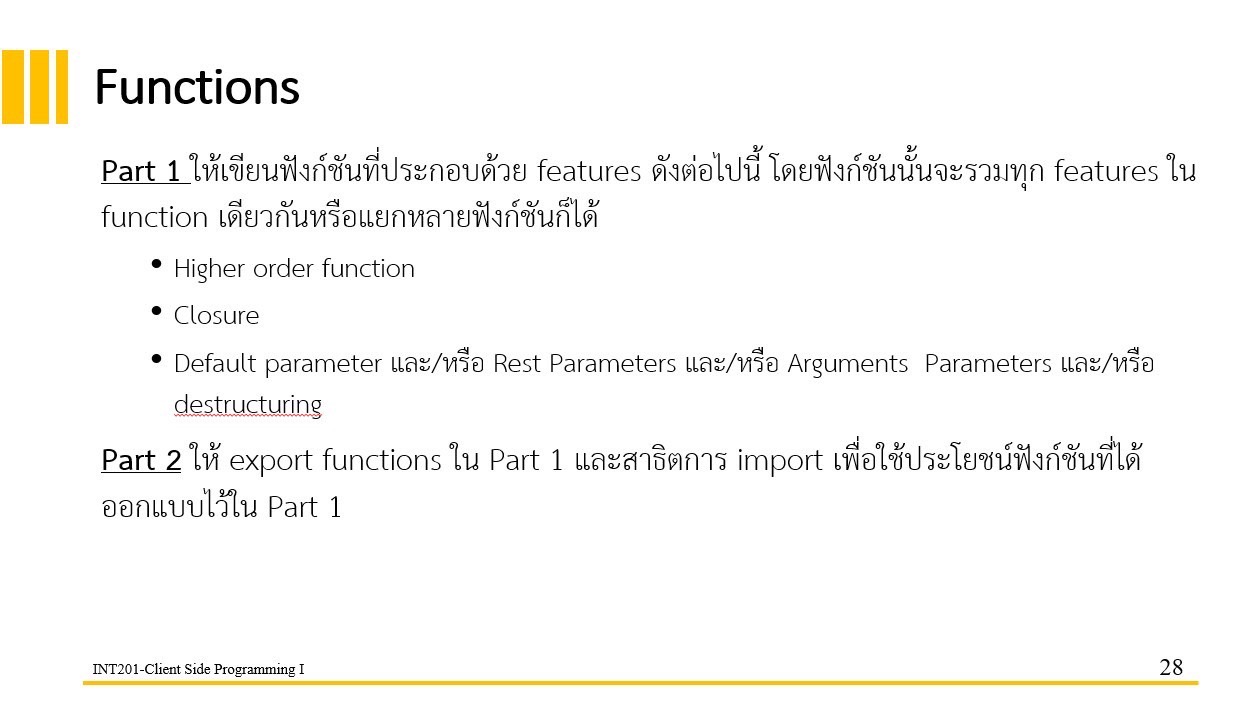 Functions
Part 1 ให้เขียนฟังก์ชันที่ประกอบด้วย features ดังต่อไปนี้ โดยฟังก์ชันนั้นจะรวมทุก features ใน
function เดียวกันหรือแยกหลายฟังก์ชันก็ได้
• Higher order function
• Closure
• Default parameter และ/หรือ Rest Parameters และ/หรือ Arguments Parameters และ/หรือ
destructuring
Part 2 ให้ export functions ใน Part 1 และสาธิตการ import เพื่อใช้ประโยชน์ฟังก์ชันที่ได้
ออกแบบไว้ใน Part 1
INT201-Client Side Programming I
28